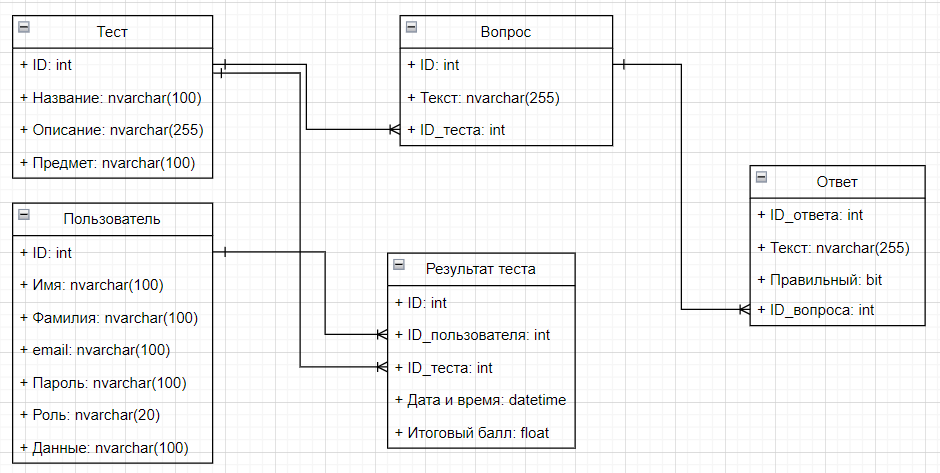 Тест
+ ID: int
+ Название: nvarchar(100)
+ Описание: nvarchar(255)
+ Предмет: nvarchar(100)
Вопрос
+ ID: int
+ Текст: nvarchar(255)
+ ID_теста: int
Ответ
+ ID_ответа: int
+ Текст: nvarchar(255)
+ Правильный: bit
+ ID_вопроса: int
Пользователь
+ ID: int
+ Имя: nvarchar(100)
+ Фамилия: nvarchar(100)
+ email: nvarchar(100)
+ Пароль: nvarchar(100)
+ Роль: nvarchar(20)
+ Данные: nvarchar(100)
Результат теста
+ ID: int
+ ID_пользователя: int
+ ID_теста: int
+ Дата и время: datetime
+ Итоговый балл: float